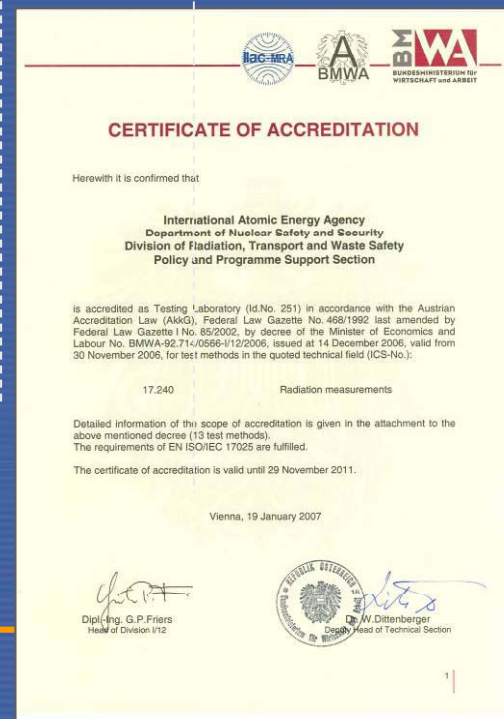 ilac-MRA
A
BMWA
BM
WA
BUNDESMINISTERIUM für
WIRTSCHAFT und ARBEIT
CERTIFICATE OF ACCREDITATION
Herewith it is confirmed that
International Atomic Energy Agency
Department of Nuclear Safety and Security
Division of Radiation, Transport and Waste Safety
Policy and Programme Support Section
is accredited as Testing Laboratory (Id.No. 251) in accordance with the Austrian
Accreditation Law (AkkG), Federal Law Gazette No. 468/1992 last amended by
Federal Law Gazette I No. 85/2002, by decree of the Minister of Economics and
Labour No. BMWA-92.714/0566-I/12/2006, issued at 14 December 2006, valid from
30 November 2006, for test methods in the quoted technical field (ICS-No.):
17.240 Radiation measurements
Detailed information of the scope of accreditation is given in the attachment to the
above mentioned decree (13 test methods).
The requirements of EN ISO/IEC 17025 are fulfilled.
The certificate of accreditation is valid until 29 November 2011.
Vienna, 19 January 2007
Dipl.-Ing. G.P.Friers
Head of Division I/12
REPUBLIK ÖSTERREICH
Bundesministerium für
Dr. W.Dittenberger
Deputy Head of Technical Section
1